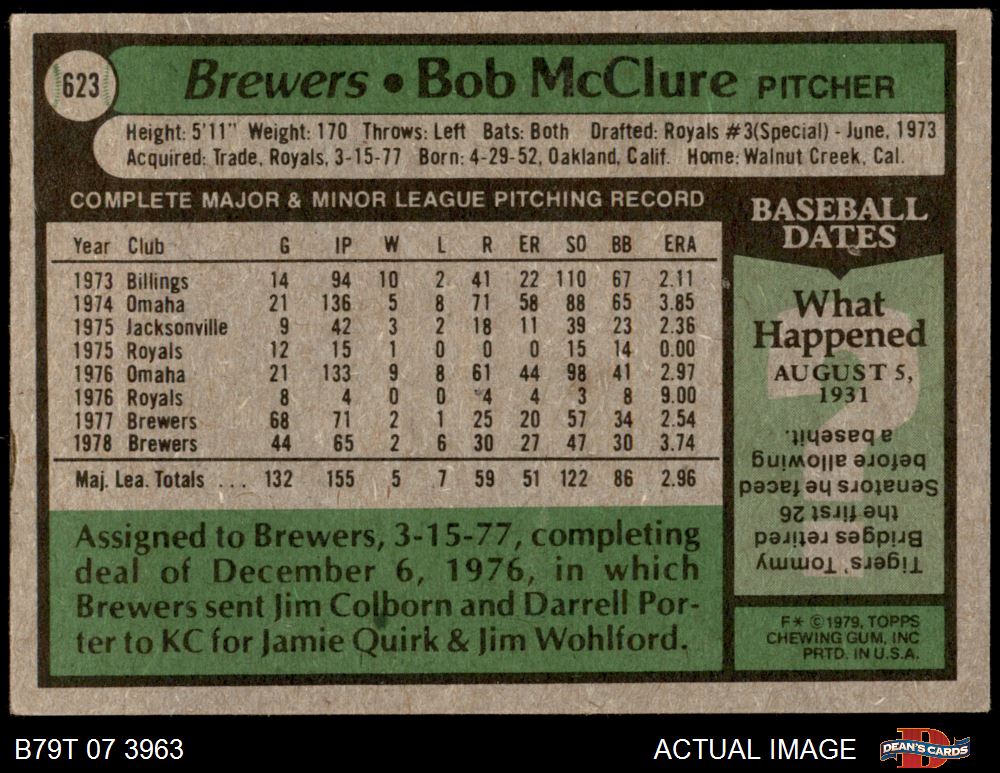 623
Brewers • Bob McClure PITCHER
Height: 5'11" Weight: 170 Throws: Left Bats: Both Drafted: Royals #3(Special) - June, 1973
Acquired: Trade, Royals, 3-15-77 Born: 4-29-52, Oakland, Calif. Home: Walnut Creek, Cal.
COMPLETE MAJOR & MINOR LEAGUE PITCHING RECORD
Year Club G IP W L R ER SO BB ERA
1973 Billings 14 94 10 2 41 22 110 67 2.11
1974 Omaha 21 136 5 8 71 58 88 65 3.85
1975 Jacksonville 9 42 3 2 18 11 39 23 2.36
1975 Royals 12 15 1 0 0 0 15 14 0.00
1976 Omaha 21 133 9 8 61 44 98 41 2.97
1976 Royals 8 4 0 0 4 4 3 8 9.00
1977 Brewers 68 71 2 1 25 20 57 34 2.54
1978 Brewers 44 65 2 6 30 27 47 30 3.74
Maj. Lea. Totals ... 132 155 5 7 59 51 122 86 2.96
Assigned to Brewers, 3-15-77, completing
deal of December 6, 1976, in which
Brewers sent Jim Colborn and Darrell Por-
ter to KC for Jamie Quirk & Jim Wohlford.
BASEBALL
DATES
What
Happened
AUGUST 5,
1931
?
Tigers' Tommy
Bridges retired
the first 26
Senators he faced
before allowing
a basehit.
F* © 1979, TOPPS
CHEWING GUM, INC
PRTD. IN U.S.A.
B79T 07 3963
ACTUAL IMAGE
DEAN'S CARDS